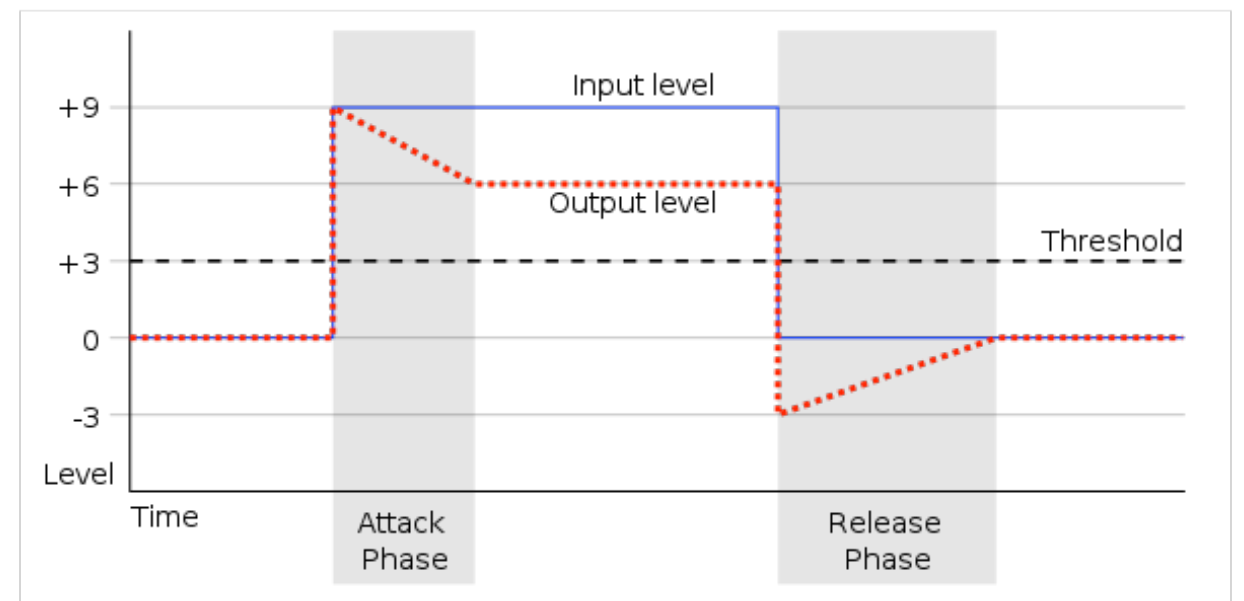 Input level
+9
+6
Output level
Threshold
+3
0
-3
Level
Time
Attack
Phase
Release
Phase